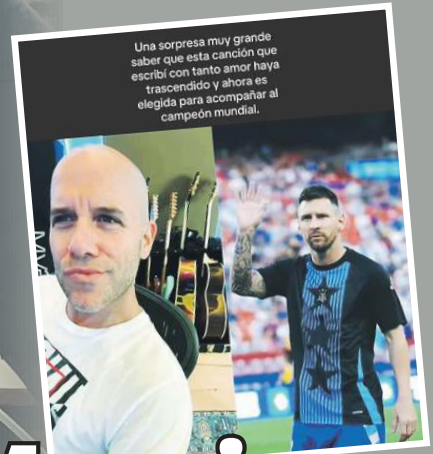 Una sorpresa muy grande
saber que esta canción que
escribí con tanto amor haya
trascendido y ahora es
elegida para acompañar al
campeón mundial.